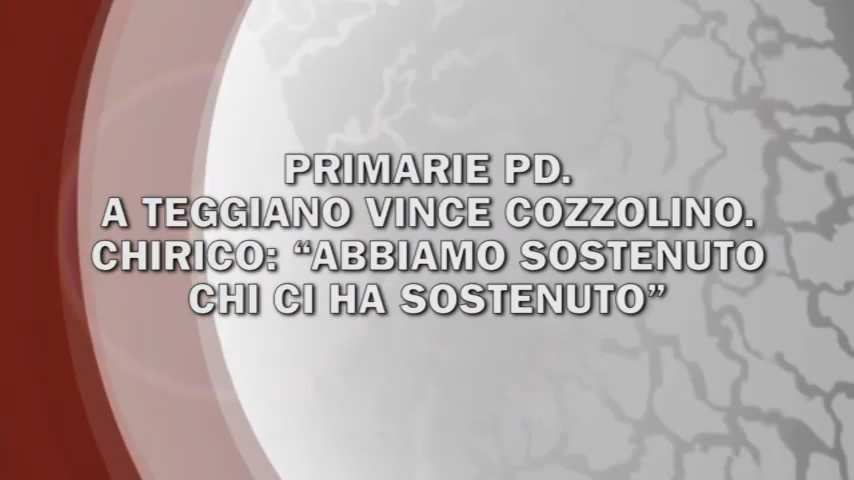 PRIMARIE PD.
A TEGGIANO VINCE COZZOLINO.
CHIRICO: “ABBIAMO SOSTENUTO
CHI CI HA SOSTENUTO”